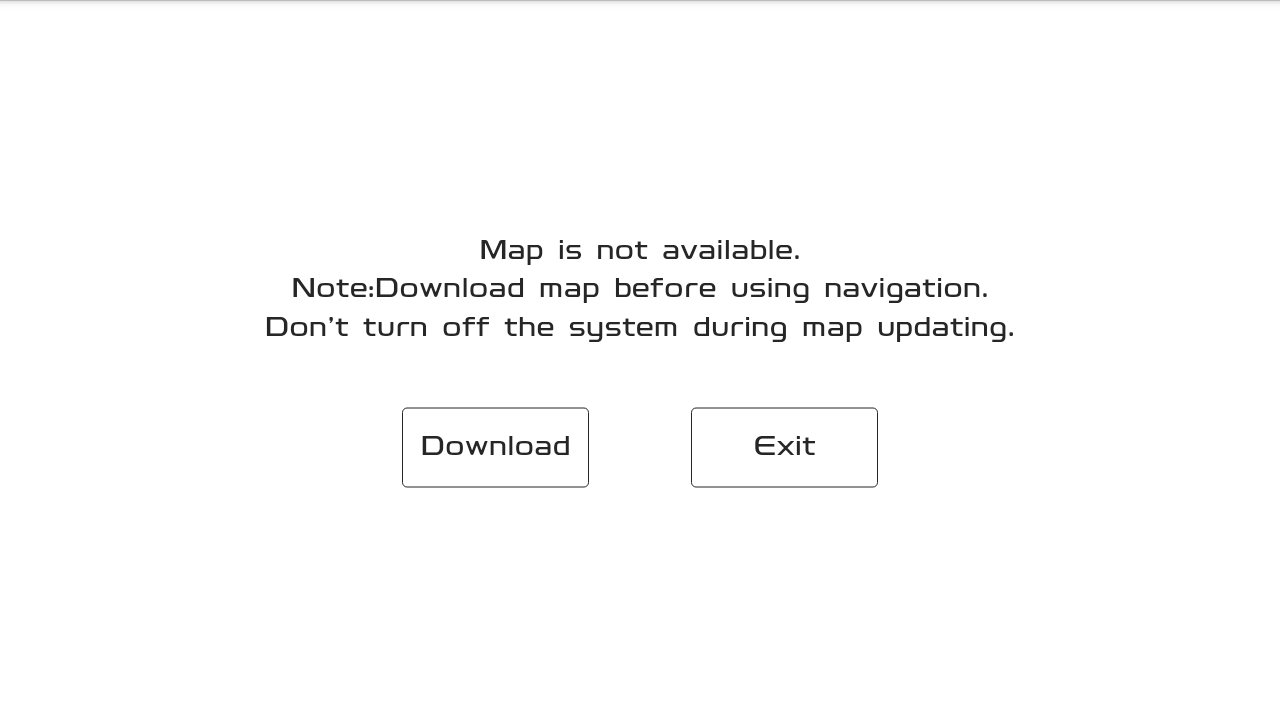 Map is not available.
Note:Download map before using navigation.
Don't turn off the system during map updating.
Download
Exit